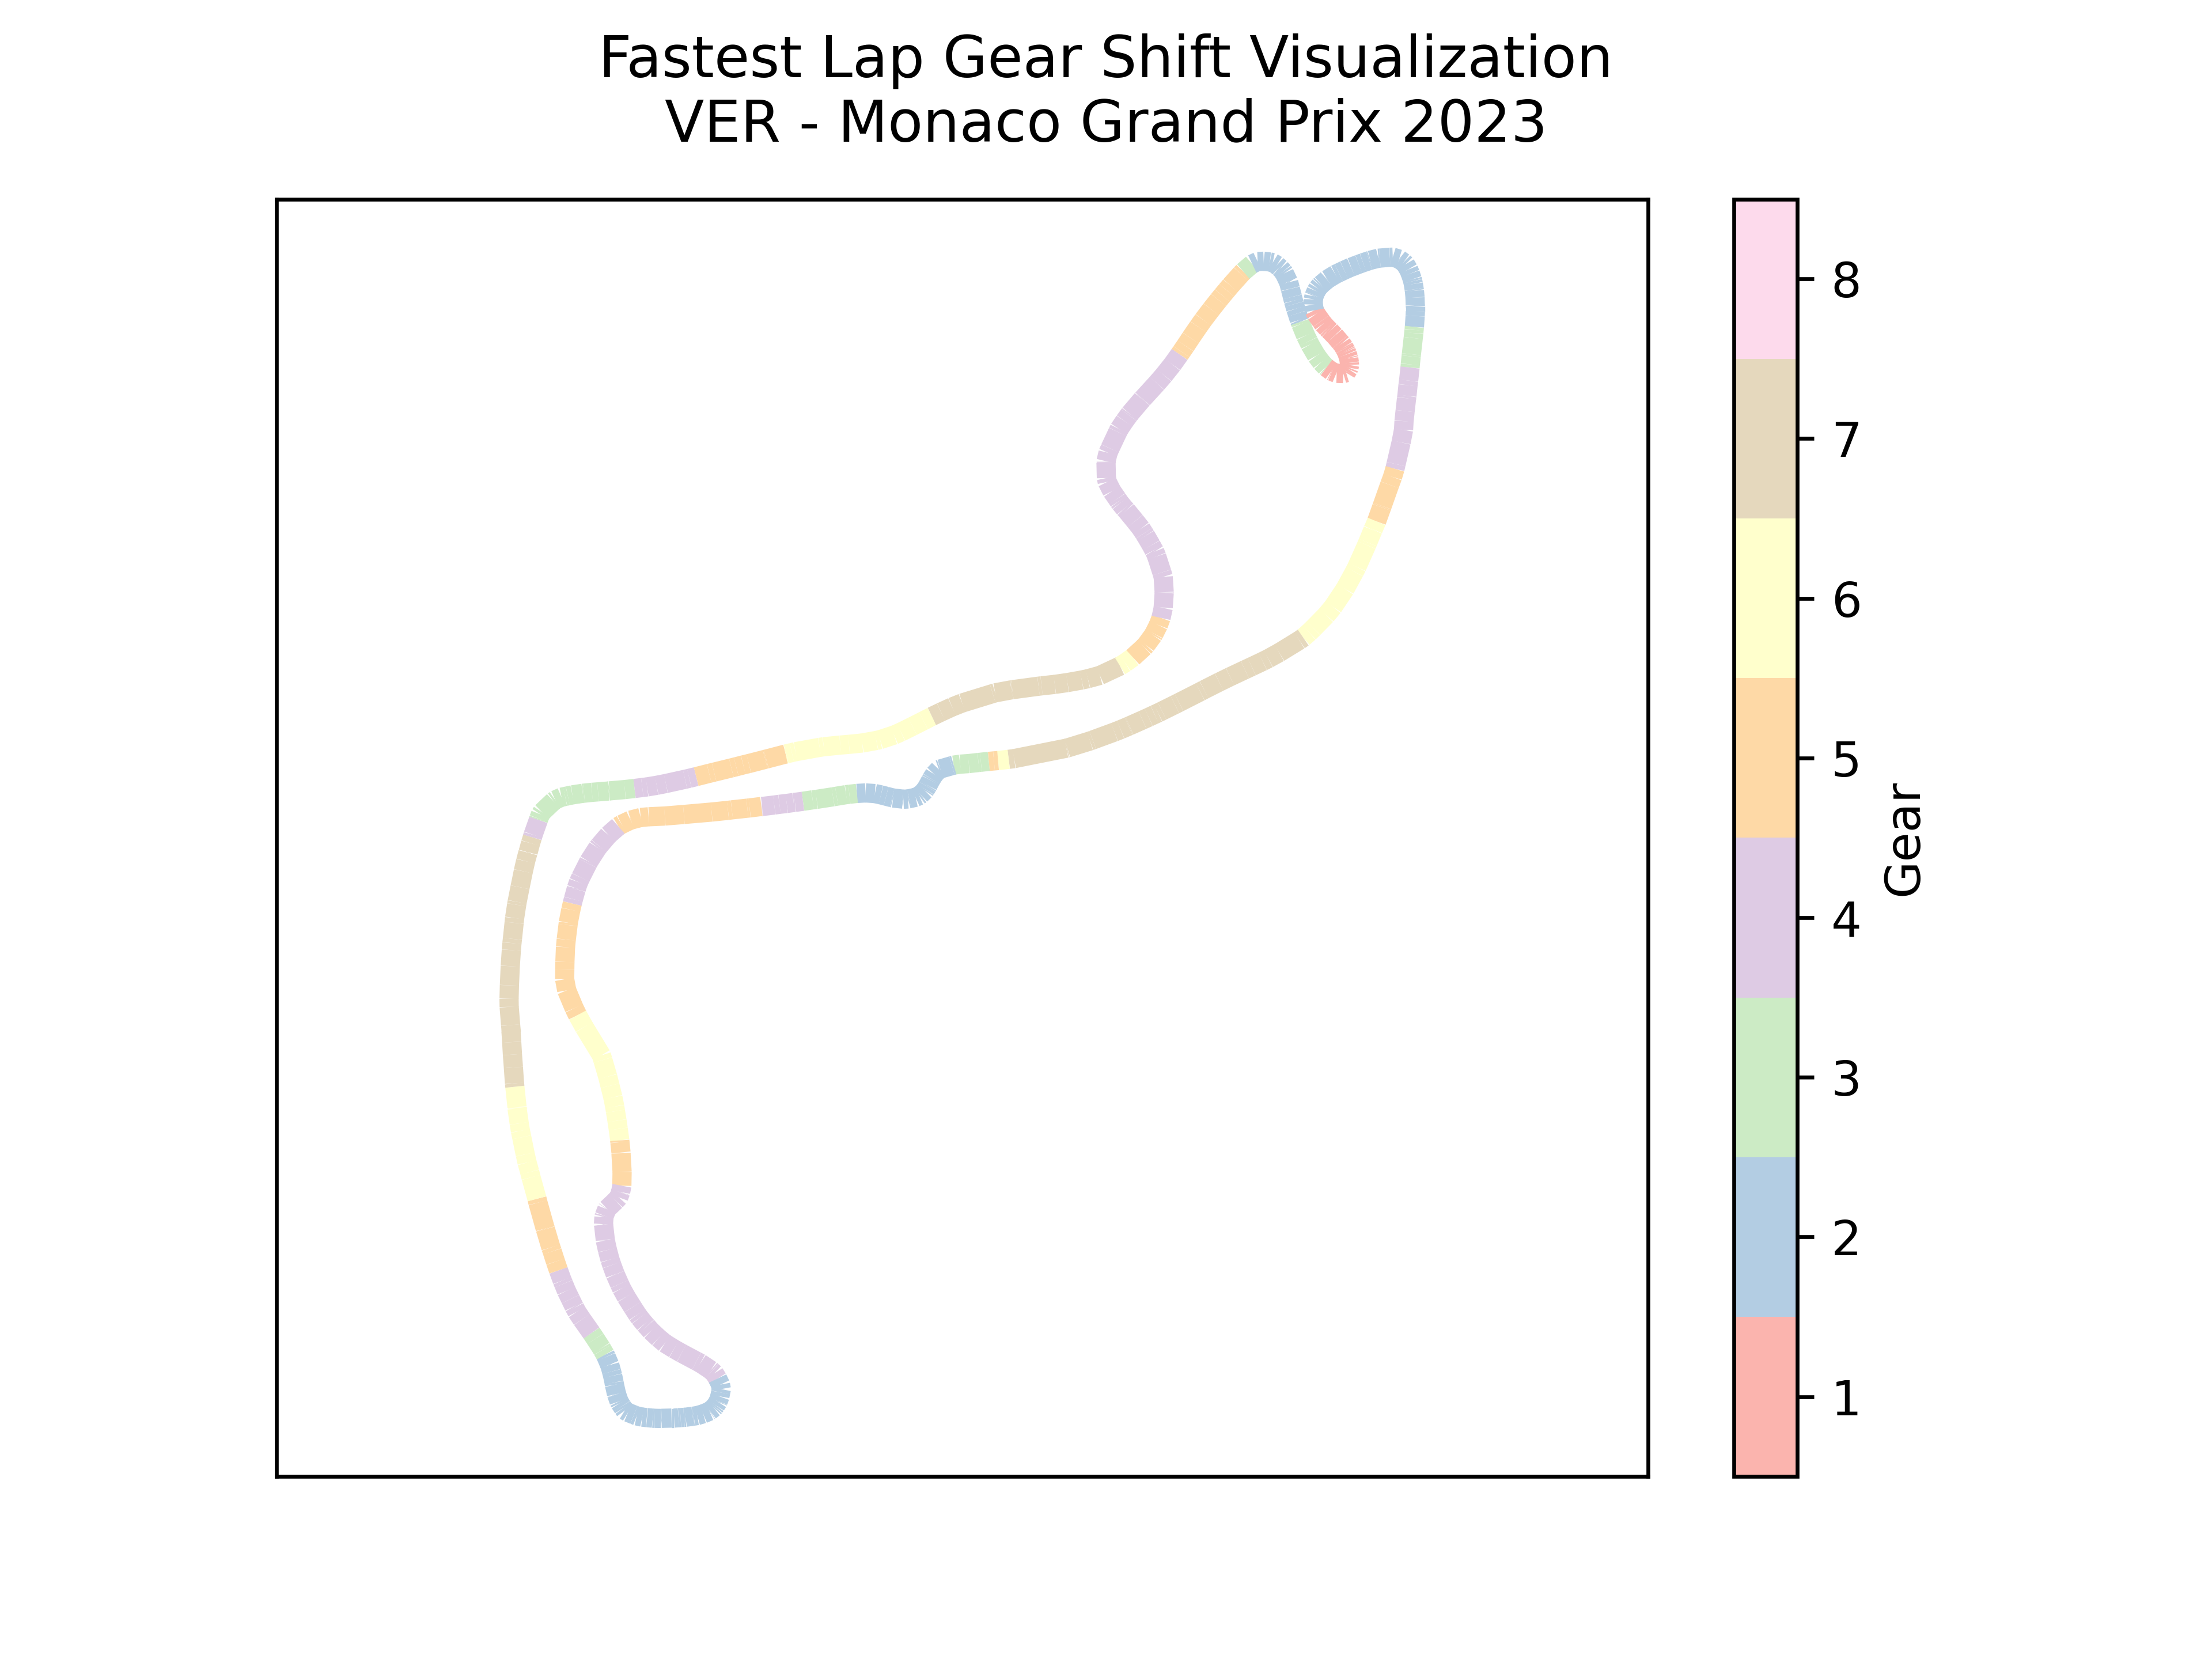 Fastest Lap Gear Shift Visualization
VER - Monaco Grand Prix 2023
8
7
6
5
4
3
2
1
Gear